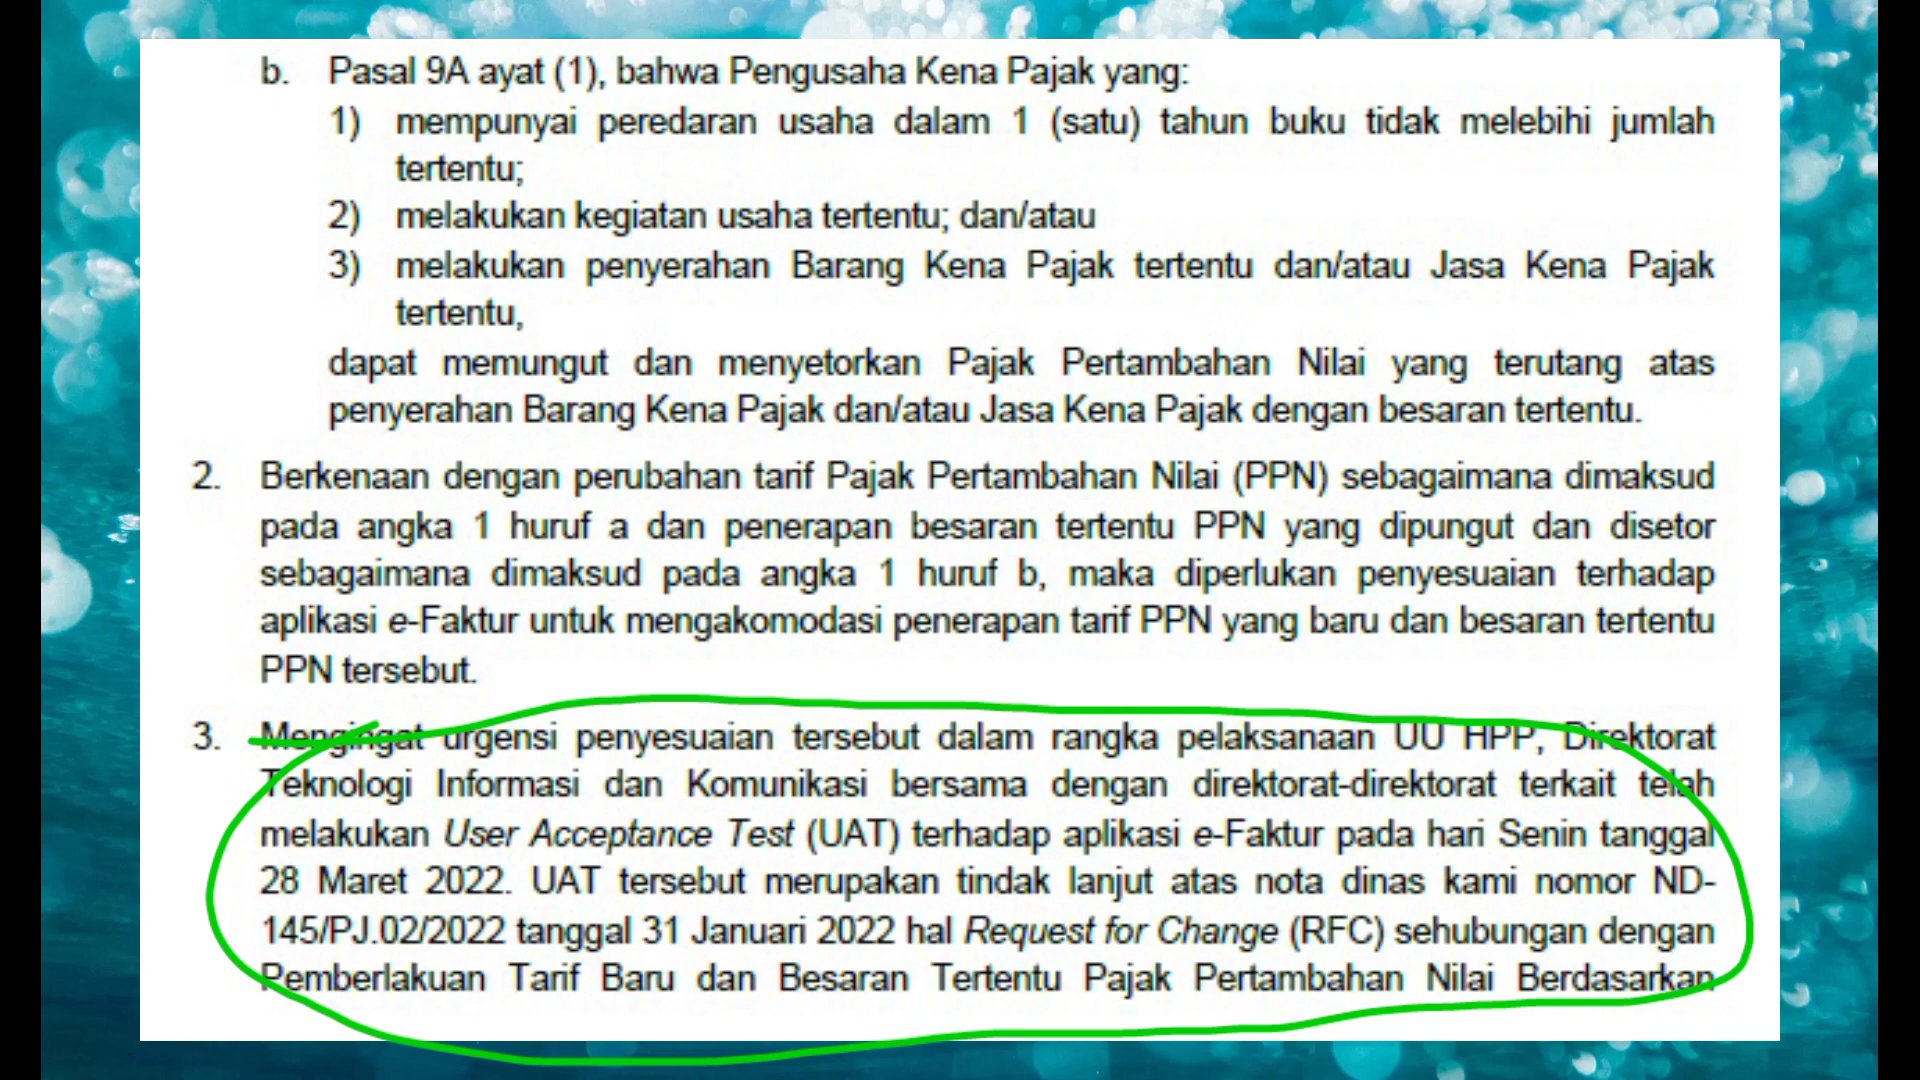 b. Pasal 9A ayat (1), bahwa Pengusaha Kena Pajak yang:
1) mempunyai peredaran usaha dalam 1 (satu) tahun buku tidak melebihi jumlah
tertentu;
2) melakukan kegiatan usaha tertentu; dan/atau
3) melakukan penyerahan Barang Kena Pajak tertentu dan/atau Jasa Kena Pajak
tertentu,
dapat memungut dan menyetorkan Pajak Pertambahan Nilai yang terutang atas
penyerahan Barang Kena Pajak dan/atau Jasa Kena Pajak dengan besaran tertentu.
2. Berkenaan dengan perubahan tarif Pajak Pertambahan Nilai (PPN) sebagaimana dimaksud
pada angka 1 huruf a dan penerapan besaran tertentu PPN yang dipungut dan disetor
sebagaimana dimaksud pada angka 1 huruf b, maka diperlukan penyesuaian terhadap
aplikasi e-Faktur untuk mengakomodasi penerapan tarif PPN yang baru dan besaran tertentu
PPN tersebut.
3. Mengingat urgensi penyesuaian tersebut dalam rangka pelaksanaan UU HPP, Direktorat
Teknologi Informasi dan Komunikasi bersama dengan direktorat-direktorat terkait telah
melakukan User Acceptance Test (UAT) terhadap aplikasi e-Faktur pada hari Senin tanggal
28 Maret 2022. UAT tersebut merupakan tindak lanjut atas nota dinas kami nomor ND-
145/PJ.02/2022 tanggal 31 Januari 2022 hal Request for Change (RFC) sehubungan dengan
Pemberlakuan Tarif Baru dan Besaran Tertentu Pajak Pertambahan Nilai Berdasarkan